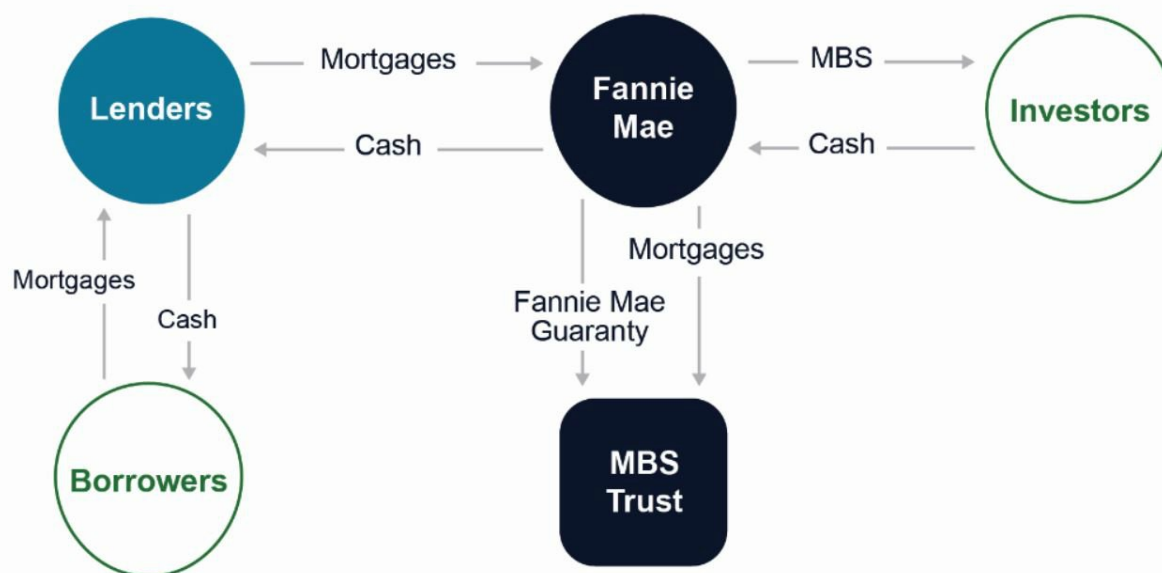 Mortgages
MBS
Lenders
Fannie
Mae
Investors
Cash
Cash
Mortgages
Mortgages
Fannie Mae
Guaranty
Cash
MBS
Trust
Borrowers